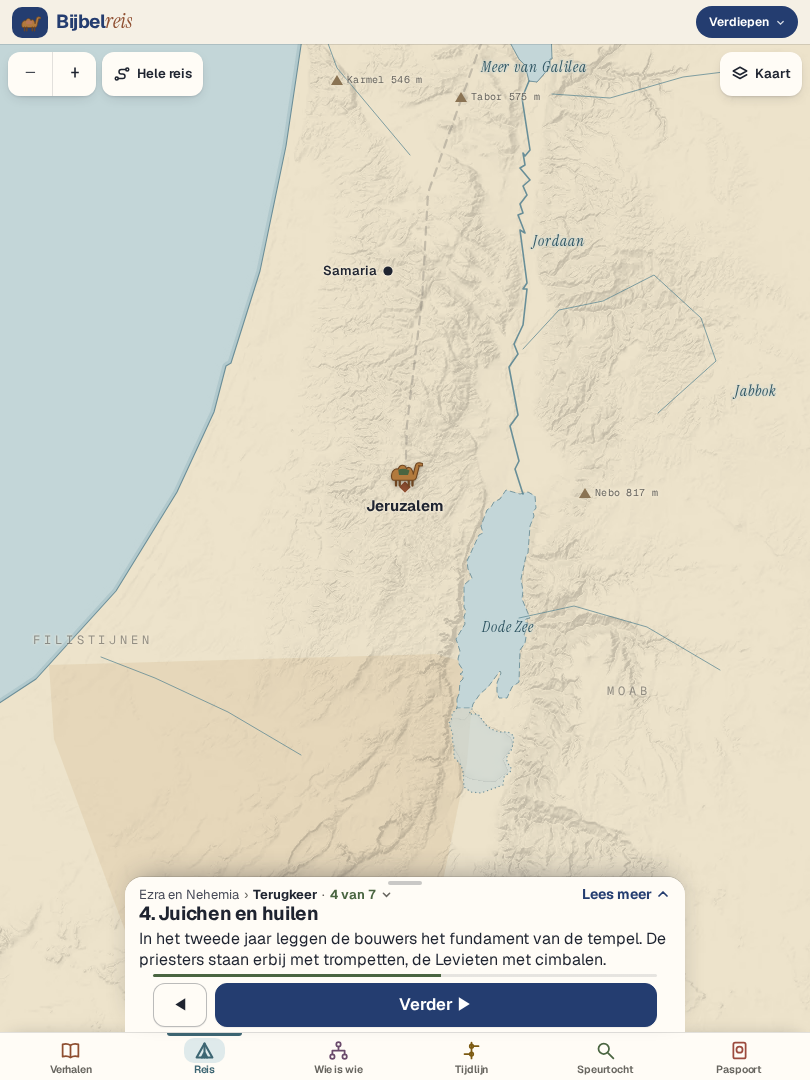 Bijbelreis
Verdiepen
− + Hele reis
Kaart
Meer van Galilea
Karmel 546 m
Tabor 575 m
Jordaan
Samaria
Jabbok
Jeruzalem
Nebo 817 m
Dode Zee
FILISTIJNEN
MOAB
Ezra en Nehemia › Terugkeer · 4 van 7
Lees meer
4. Juichen en huilen
In het tweede jaar leggen de bouwers het fundament van de tempel. De
priesters staan erbij met trompetten, de Levieten met cimbalen.
Verder
Verhalen
Reis
Wie is wie
Tijdlijn
Speurtocht
Paspoort